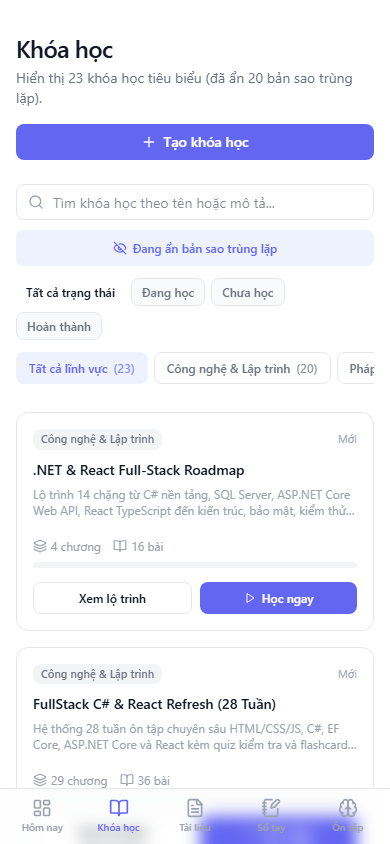 Khóa học
Hiển thị 23 khóa học tiêu biểu (đã ẩn 20 bản sao trùng
lặp).
Tạo khóa học
Tìm khóa học theo tên hoặc mô tả...
Đang ẩn bản sao trùng lặp
Tất cả trạng thái Đang học Chưa học
Hoàn thành
Tất cả lĩnh vực (23) Công nghệ & Lập trình (20) Pháp
Công nghệ & Lập trình Mới
.NET & React Full-Stack Roadmap
Lộ trình 14 chặng từ C# nền tảng, SQL Server, ASP.NET Core
Web API, React TypeScript đến kiến trúc, bảo mật, kiểm thử...
4 chương 16 bài
Xem lộ trình Học ngay
Công nghệ & Lập trình Mới
FullStack C# & React Refresh (28 Tuần)
Hệ thống 28 tuần ôn tập chuyên sâu HTML/CSS/JS, C#, EF
Core, ASP.NET Core và React kèm quiz kiểm tra và flashcard...
29 chương 36 bài
Hôm nay Khóa học Tài liệu Sổ tay Ôn tập